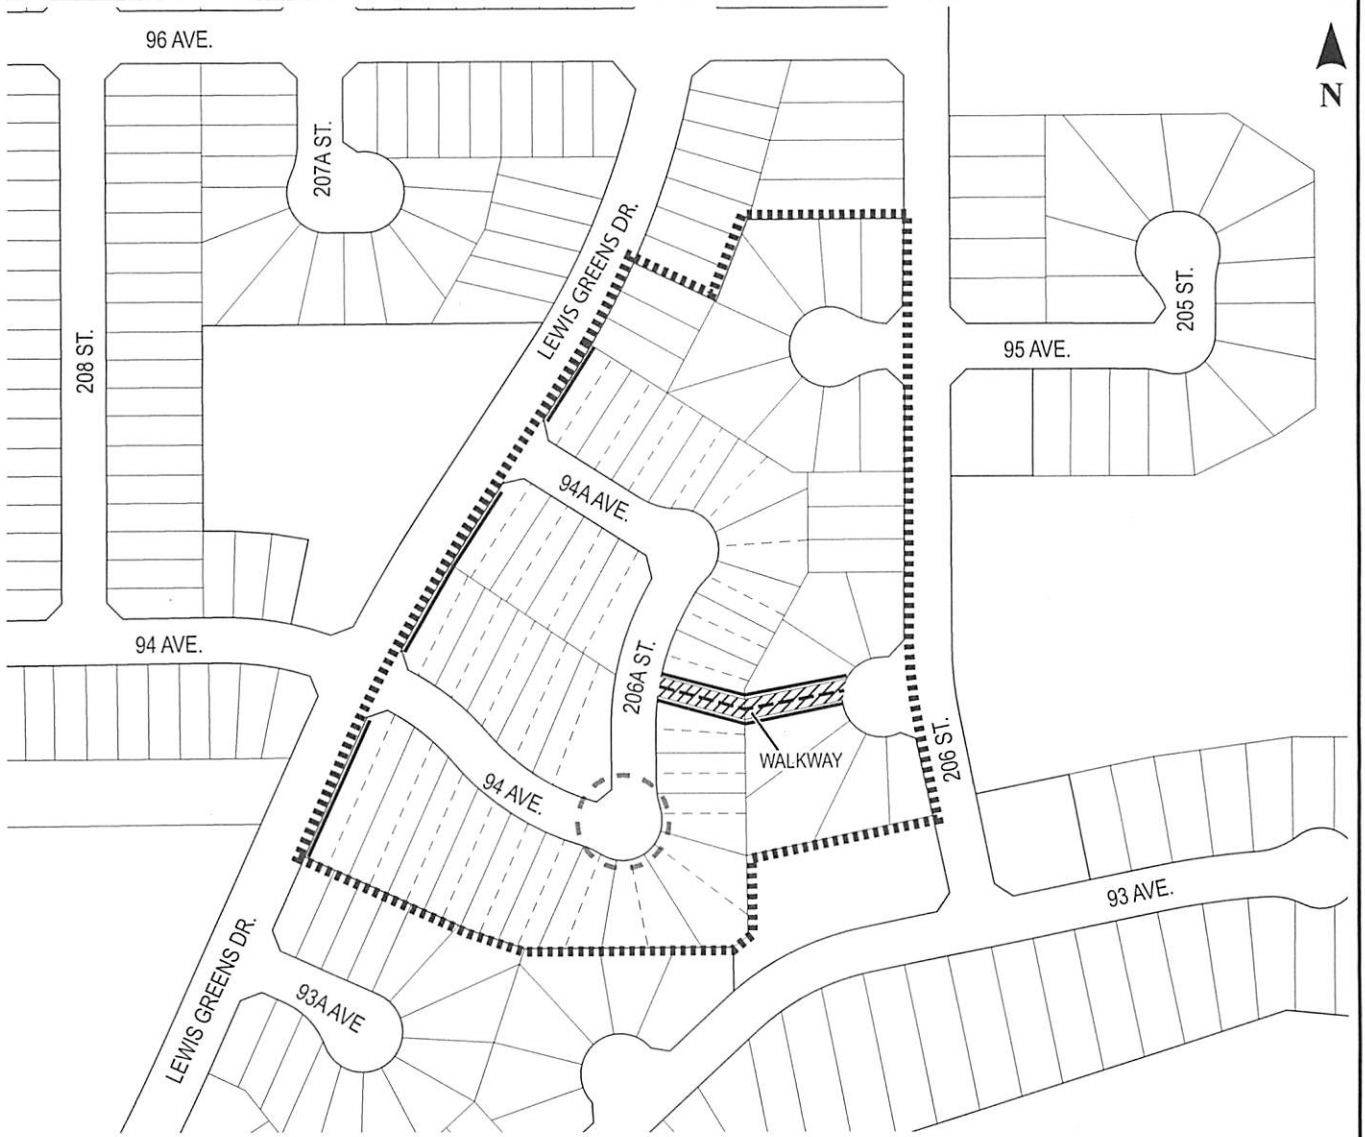 96 AVE.
N
207A ST.
LEWIS GREENS DR.
205 ST.
208 ST.
95 AVE.
94A AVE.
94 AVE.
206A ST.
206 ST.
WALKWAY
94 AVE.
93 AVE.
LEWIS GREENS DR.
93A AVE